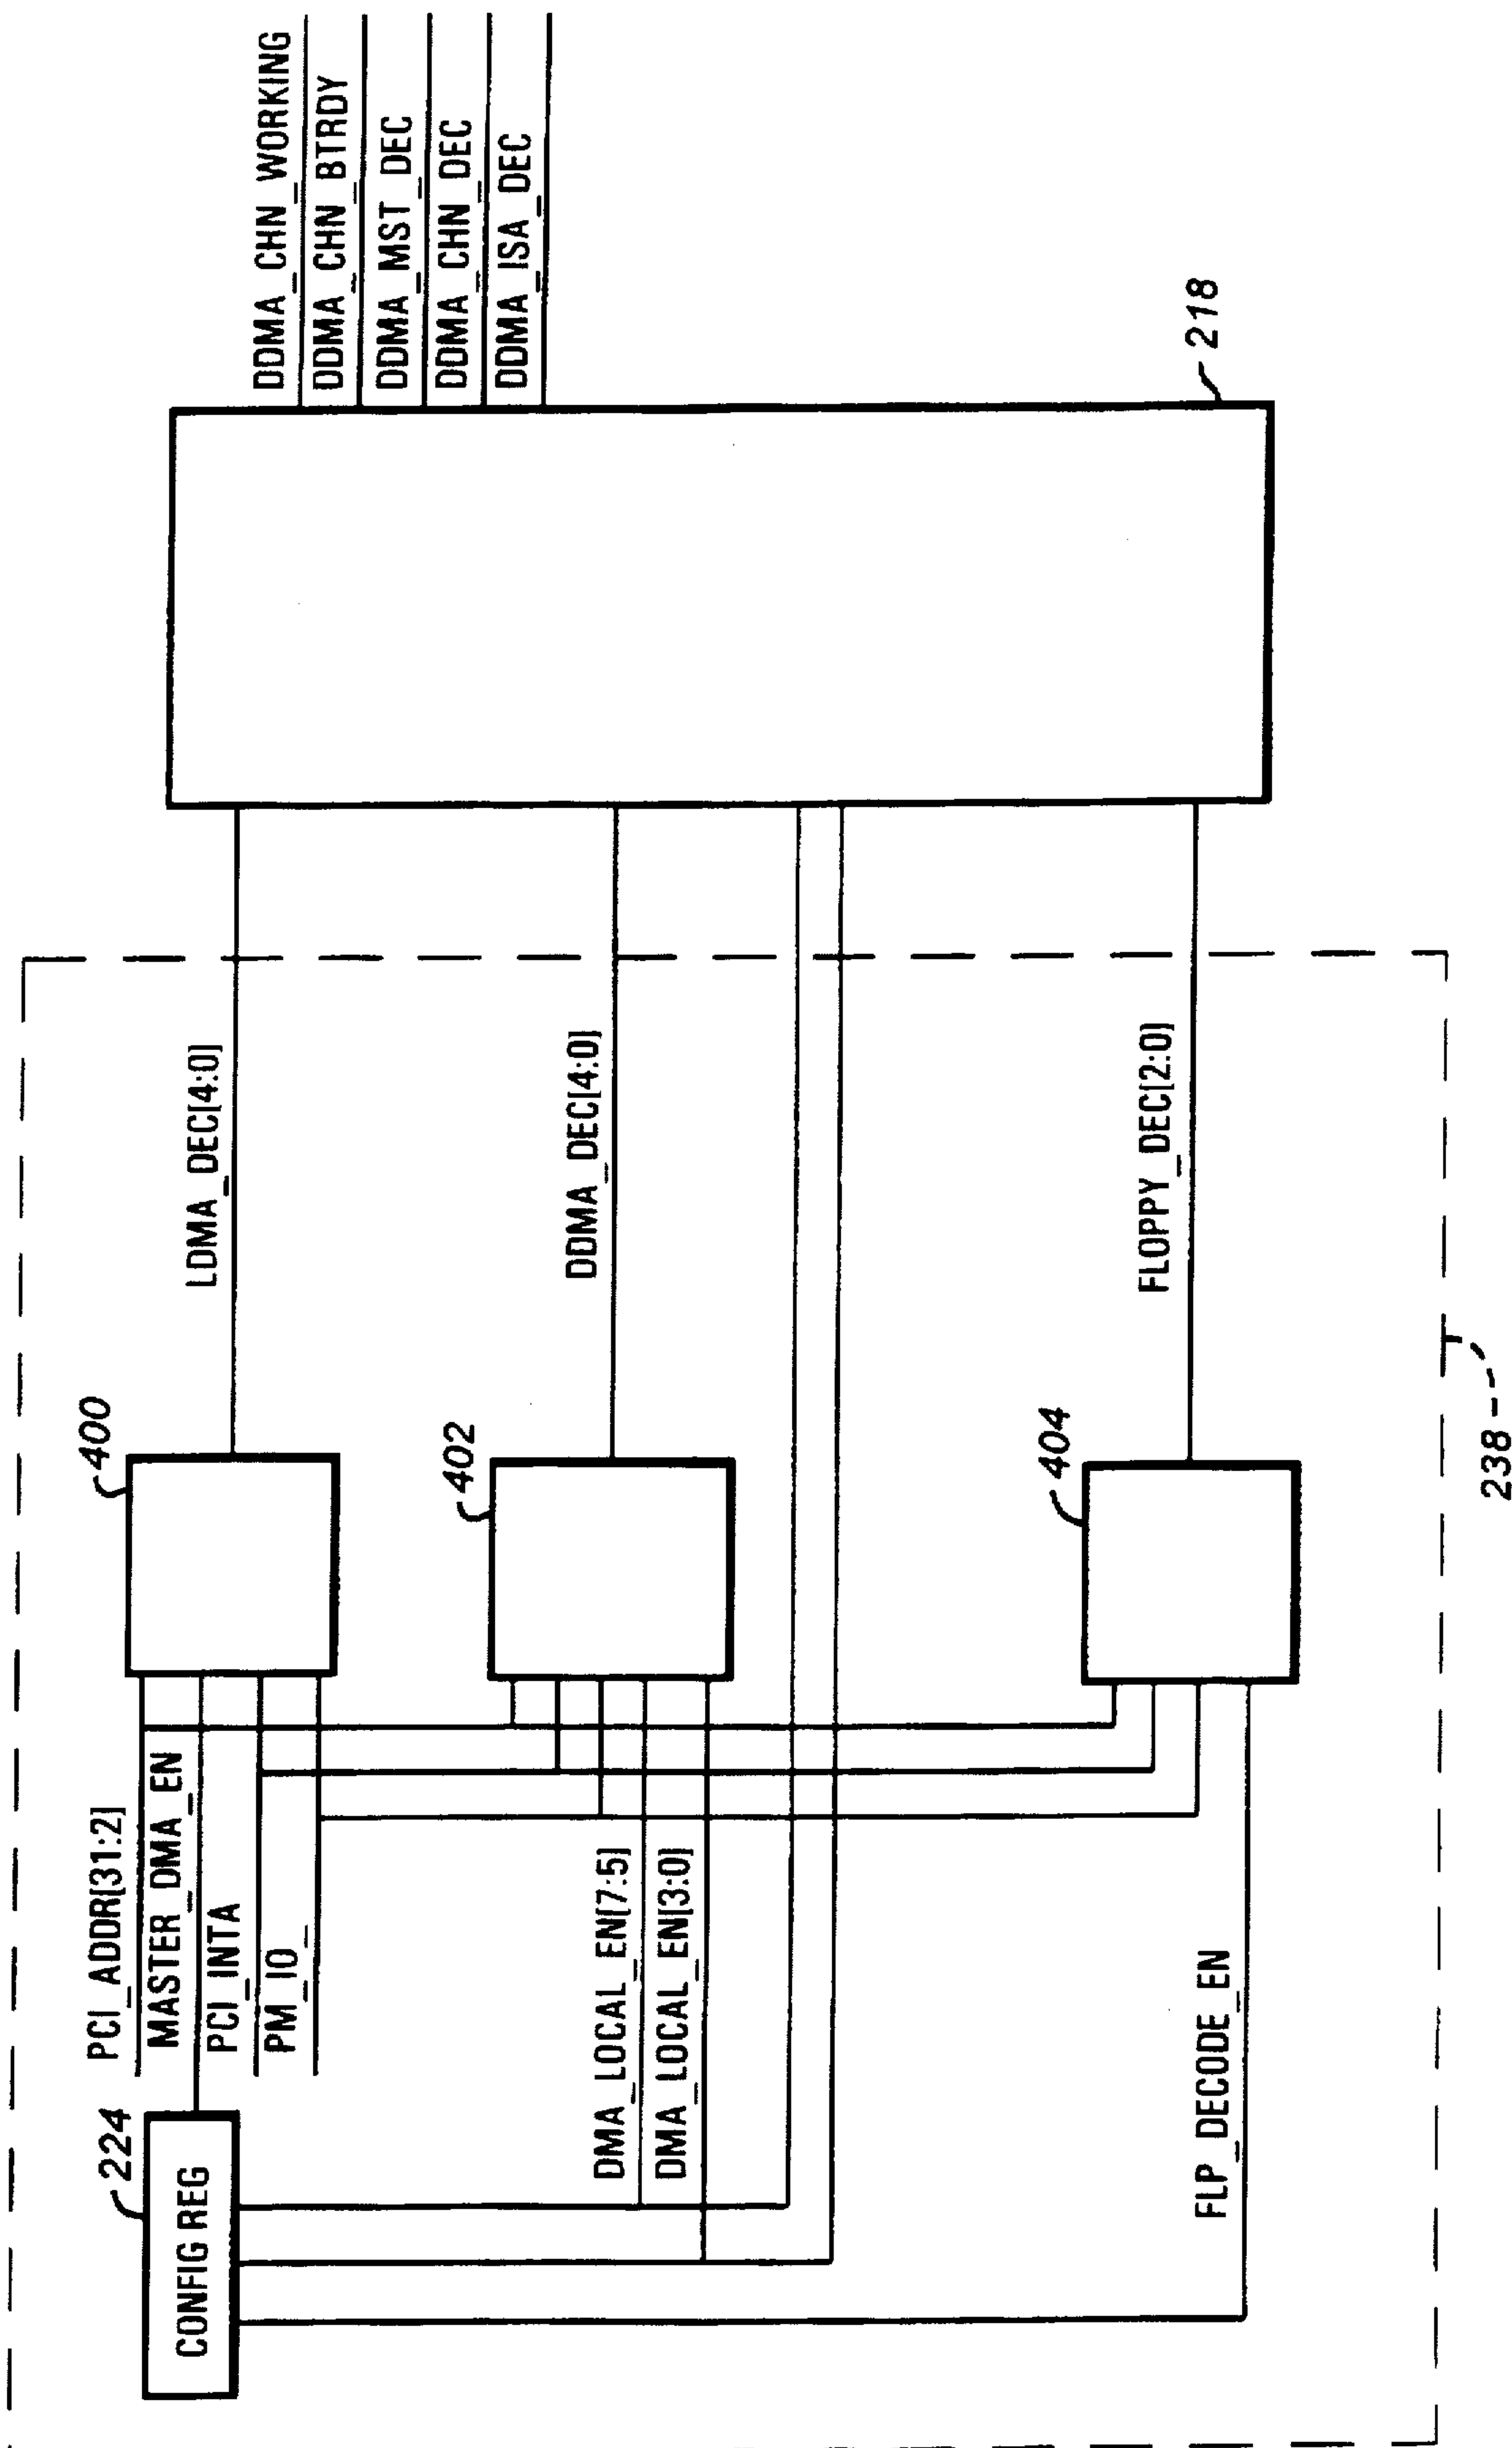 224
CONFIG REG
PCI_ADDR[31:2]
MASTER_DMA_EN
PCI_INTA
PM_IO
DMA_LOCAL_EN[7:5]
DMA_LOCAL_EN[3:0]
FLP_DECODE_EN
400
402
404
LDMA_DEC[4:0]
DDMA_DEC[4:0]
FLOPPY_DEC[2:0]
238
218
DDMA_CHN_WORKING
DDMA_CHN_BTRDY
DDMA_MST_DEC
DDMA_CHN_DEC
DDMA_ISA_DEC